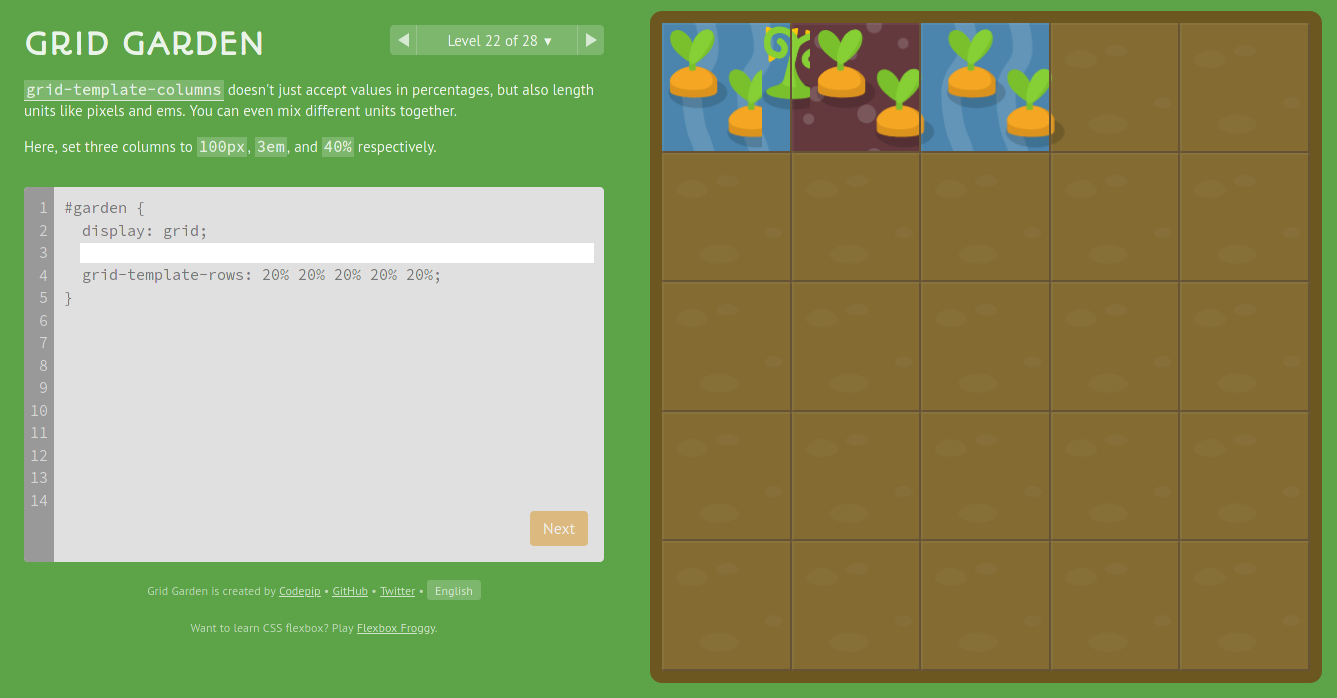 GRID GARDEN
Level 22 of 28 ▾
grid-template-columns doesn't just accept values in percentages, but also length
units like pixels and ems. You can even mix different units together.
Here, set three columns to 100px, 3em, and 40% respectively.
1 #garden {
2 display: grid;
3
4 grid-template-rows: 20% 20% 20% 20% 20%;
5 }
6
7
8
9
10
11
12
13
14
Next
Grid Garden is created by Codepip • GitHub • Twitter • English
Want to learn CSS flexbox? Play Flexbox Froggy.